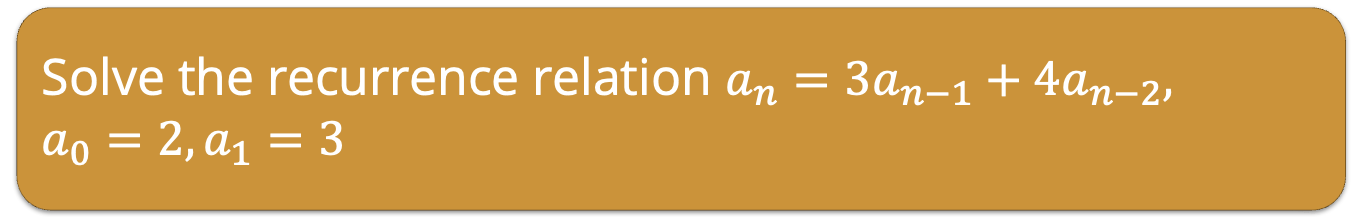 Solve the recurrence relation 𝑎ₙ = 3𝑎ₙ₋₁ + 4𝑎ₙ₋₂,
𝑎₀ = 2, 𝑎₁ = 3